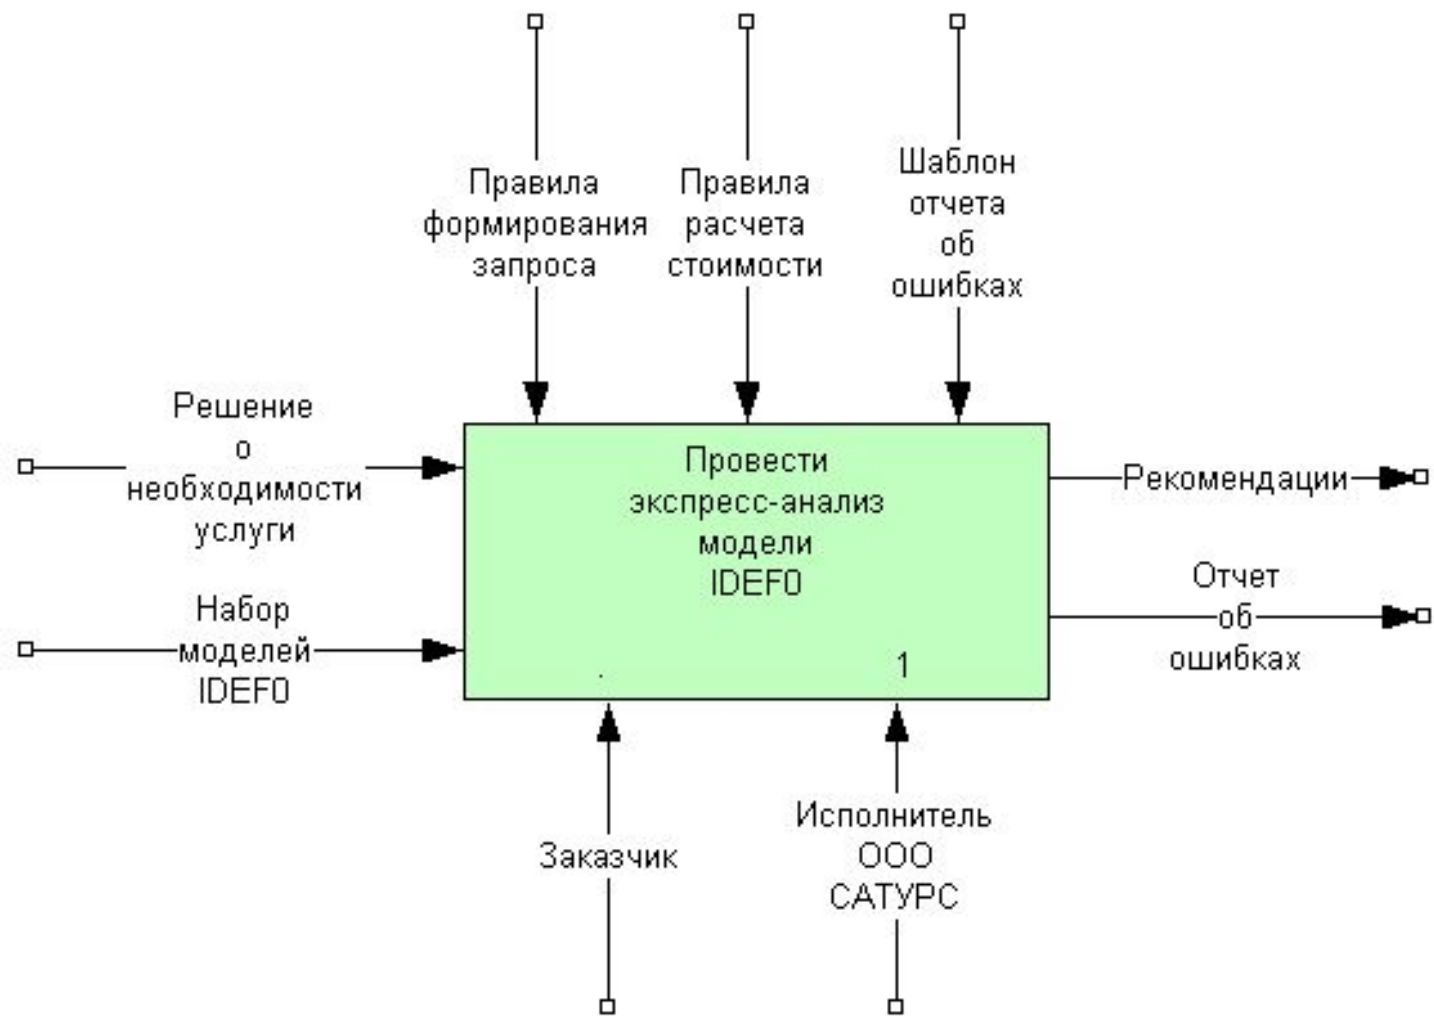 Правила
формирования
запроса
Правила
расчета
стоимости
Шаблон
отчета
об
ошибках
Решение
о
необходимости
услуги
Набор
моделей
IDEF0
Провести
экспресс-анализ
модели
IDEF0
.
1
Рекомендации
Отчет
об
ошибках
Заказчик
Исполнитель
ООО
САТУРС